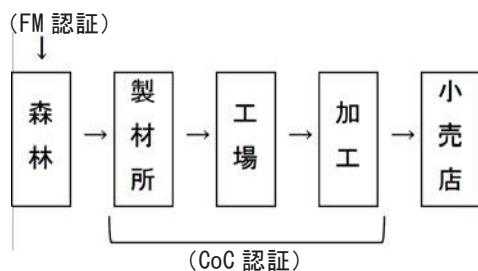 （FM 認証）
↓
森林 → 製材所 → 工場 → 加工 → 小売店
（CoC 認証）